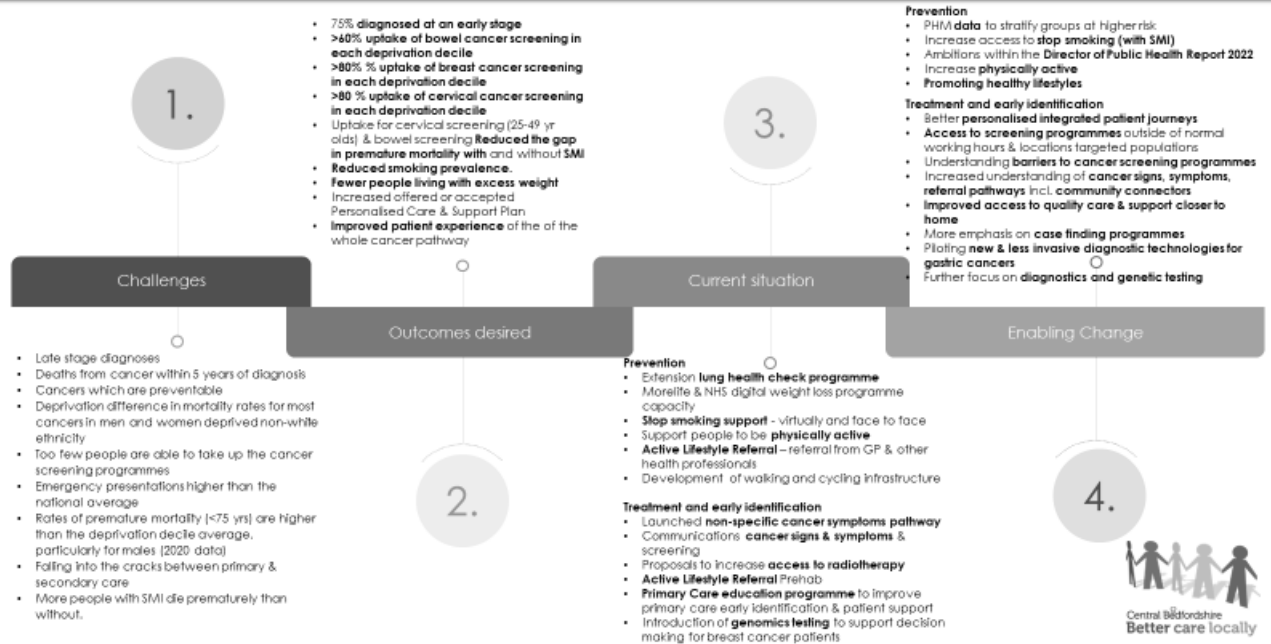 1.
• 75% diagnosed at an early stage
• >60% uptake of bowel cancer screening in
each deprivation decile
• >80% % uptake of breast cancer screening
in each deprivation decile
• >80 % uptake of cervical cancer screening
in each deprivation decile
• Uptake for cervical screening (25-49 yr
olds) & bowel screening Reduced the gap
in premature mortality with and without SMI
• Reduced smoking prevalence.
• Fewer people living with excess weight
• Increased offered or accepted
Personalised Care & Support Plan
• Improved patient experience of the of the
whole cancer pathway
3.
Prevention
• PHM data to stratify groups at higher risk
• Increase access to stop smoking (with SMI)
• Ambitions within the Director of Public Health Report 2022
• Increase physically active
• Promoting healthy lifestyles
Treatment and early identification
• Better personalised integrated patient journeys
• Access to screening programmes outside of normal
working hours & locations targeted populations
• Understanding barriers to cancer screening programmes
• Increased understanding of cancer signs, symptoms,
referral pathways incl. community connectors
• Improved access to quality care & support closer to
home
• More emphasis on case finding programmes
• Piloting new & less invasive diagnostic technologies for
gastric cancers
• Further focus on diagnostics and genetic testing
Challenges
Outcomes desired
Current situation
Enabling Change
• Late stage diagnoses
• Deaths from cancer within 5 years of diagnosis
• Cancers which are preventable
• Deprivation difference in mortality rates for most
cancers in men and women deprived non-white
ethnicity
• Too few people are able to take up the cancer
screening programmes
• Emergency presentations higher than the
national average
• Rates of premature mortality (<75 yrs) are higher
than the deprivation decile average,
particularly for males (2020 data)
• Falling into the cracks between primary &
secondary care
• More people with SMI die prematurely than
without.
2.
Prevention
• Extension lung health check programme
• Morelife & NHS digital weight loss programme
capacity
• Stop smoking support - virtually and face to face
• Support people to be physically active
• Active Lifestyle Referral – referral from GP & other
health professionals
• Development of walking and cycling infrastructure
Treatment and early identification
• Launched non-specific cancer symptoms pathway
• Communications cancer signs & symptoms &
screening
• Proposals to increase access to radiotherapy
• Active Lifestyle Referral Prehab
• Primary Care education programme to improve
primary care early identification & patient support
• Introduction of genomics testing to support decision
making for breast cancer patients
4.
Central Bedfordshire
Better care locally